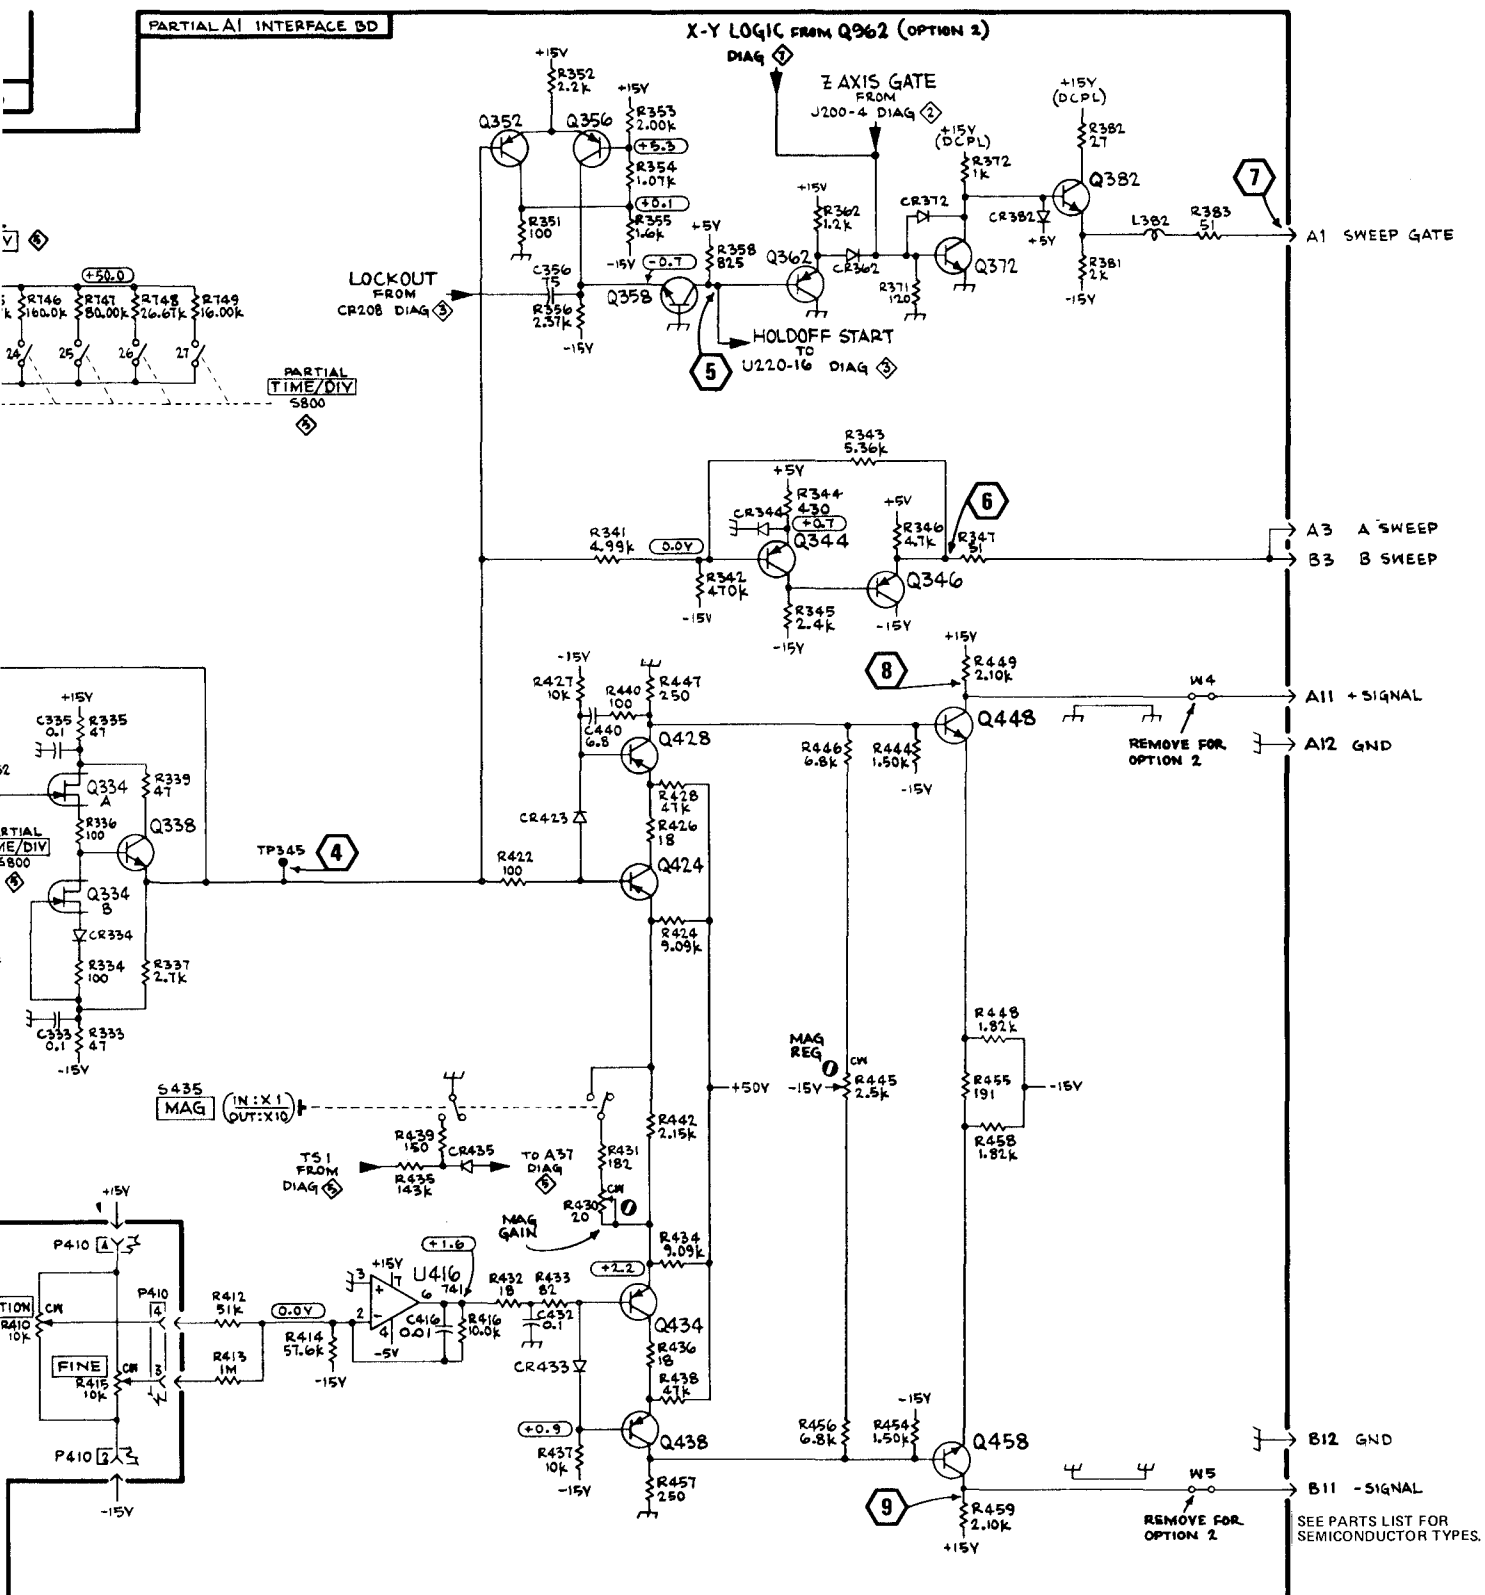 PARTIAL A1 INTERFACE BD
X-Y LOGIC FROM Q962 (OPTION 2)
DIAG 7
Z AXIS GATE
FROM
J200-4 DIAG 2
+15V
R352
2.2K
+15V
R353
2.00K
Q352
Q356
+5.3
R354
1.07K
+0.1
R351
100
R355
1.6K
-15V
+5V
R358
825
-0.7
LOCKOUT
FROM
CR208 DIAG 3
C356
75
R356
2.37K
-15V
Q358
5
HOLDOFF START
TO
U220-16 DIAG 3
+15V
R362
1.2K
Q362
CR362
CR372
R371
120
+15V
(DCPL)
R372
1K
Q372
CR382
+5V
+15V
(DCPL)
R382
27
Q382
R381
2K
-15V
L382
R383
51
7
A1 SWEEP GATE
+50.0
R746
160.0K
R747
80.00K
R748
26.67K
R749
16.00K
24
25
26
27
PARTIAL
TIME/DIV
S800
3
R343
5.36K
+5V
R344
430
CR344
+0.7
Q344
+5V
R346
4.7K
6
R347
51
R341
4.99K
0.0V
R342
470K
-15V
R345
2.4K
-15V
Q346
-15V
A3 A SWEEP
B3 B SWEEP
+15V
R449
2.10K
8
W4
A11 +SIGNAL
REMOVE FOR
OPTION 2
A12 GND
-15V
R427
10K
R440
100
R447
250
C440
6.8
Q428
R446
6.8K
R444
1.50K
-15V
Q448
R428
47K
R426
18
CR423
Q424
R422
100
R424
9.09K
+15V
C335
0.1
R335
47
Q334
A
R339
47
R336
100
Q338
TP345
4
Q334
B
CR334
R334
100
R337
2.7K
C333
0.1
R333
47
-15V
S800
R448
1.82K
MAG
REG
CW
-15V
R445
2.5K
R455
191
-15V
R458
1.82K
+50V
S435
MAG
(IN:X1
OUT:X10)
R442
2.15K
R439
150
CR435
R431
182
TS1
FROM
DIAG 5
R435
143K
TO A37
DIAG
5
CW
R430
20
MAG
GAIN
R434
9.09K
+2.2
+15V
P410 1
P410
4
CW
R410
10K
FINE
R415
10K
CW
3
P410 2
-15V
R412
51K
0.0V
R413
1M
R414
57.6K
-15V
3
+15V
7
U416
741
6
+1.6
2
4
-5V
C416
0.01
R416
10.0K
R432
18
R433
82
C432
0.1
Q434
CR433
R436
18
R438
47K
+0.9
Q438
R437
10K
-15V
R457
250
R456
6.8K
-15V
R454
1.50K
Q458
9
R459
2.10K
+15V
W5
REMOVE FOR
OPTION 2
B12 GND
B11 -SIGNAL
SEE PARTS LIST FOR
SEMICONDUCTOR TYPES.